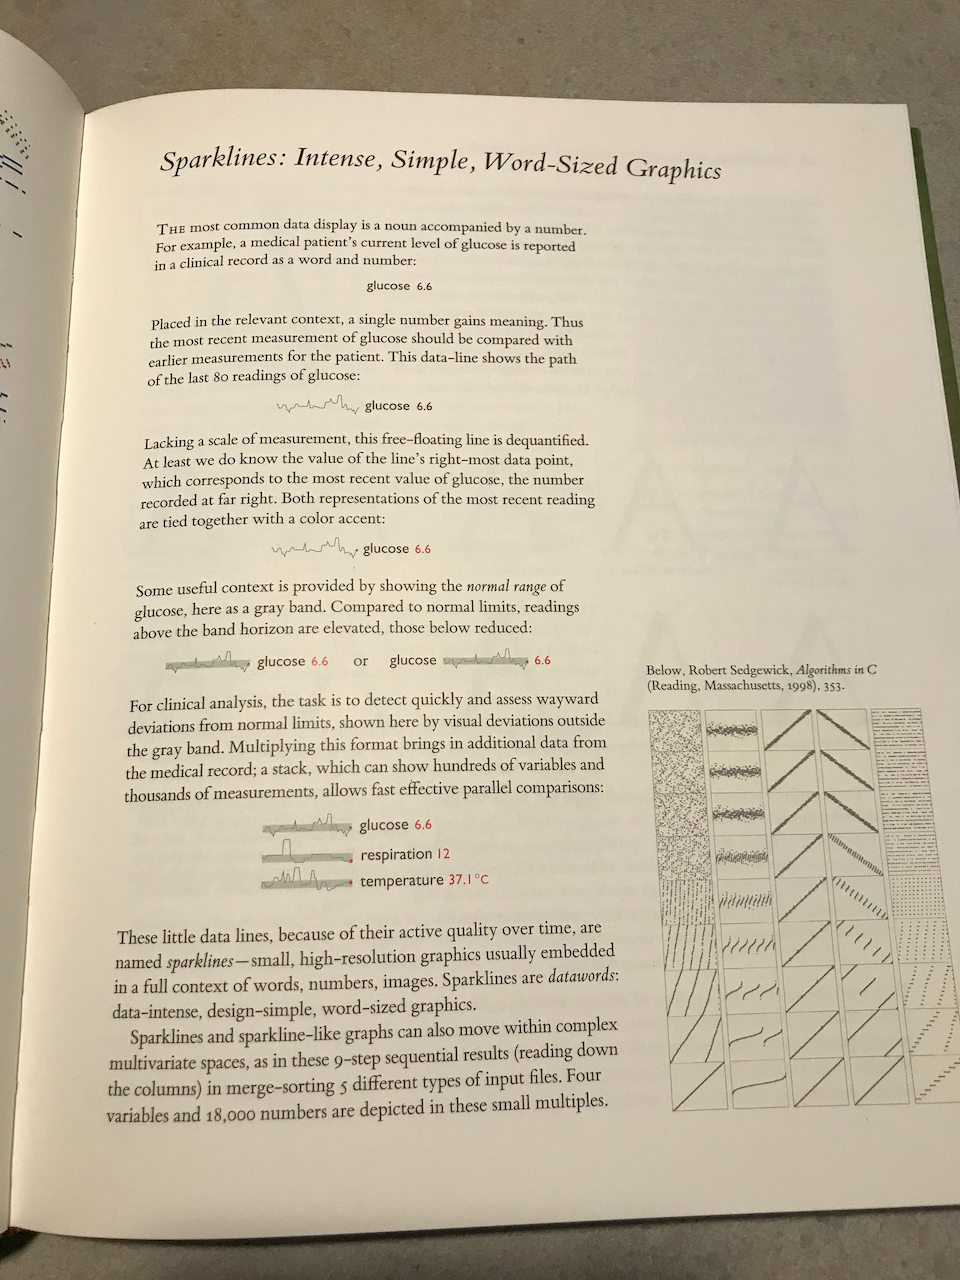 Sparklines: Intense, Simple, Word-Sized Graphics
THE most common data display is a noun accompanied by a number.
For example, a medical patient's current level of glucose is reported
in a clinical record as a word and number:
glucose 6.6
Placed in the relevant context, a single number gains meaning. Thus
the most recent measurement of glucose should be compared with
earlier measurements for the patient. This data-line shows the path
of the last 80 readings of glucose:
glucose 6.6
Lacking a scale of measurement, this free-floating line is dequantified.
At least we do know the value of the line's right-most data point,
which corresponds to the most recent value of glucose, the number
recorded at far right. Both representations of the most recent reading
are tied together with a color accent:
glucose 6.6
Some useful context is provided by showing the normal range of
glucose, here as a gray band. Compared to normal limits, readings
above the band horizon are elevated, those below reduced:
glucose 6.6 or glucose 6.6
For clinical analysis, the task is to detect quickly and assess wayward
deviations from normal limits, shown here by visual deviations outside
the gray band. Multiplying this format brings in additional data from
the medical record; a stack, which can show hundreds of variables and
thousands of measurements, allows fast effective parallel comparisons:
glucose 6.6
respiration 12
temperature 37.1°C
These little data lines, because of their active quality over time, are
named sparklines—small, high-resolution graphics usually embedded
in a full context of words, numbers, images. Sparklines are datawords:
data-intense, design-simple, word-sized graphics.
Sparklines and sparkline-like graphs can also move within complex
multivariate spaces, as in these 9-step sequential results (reading down
the columns) in merge-sorting 5 different types of input files. Four
variables and 18,000 numbers are depicted in these small multiples.
Below, Robert Sedgewick, Algorithms in C
(Reading, Massachusetts, 1998), 353.